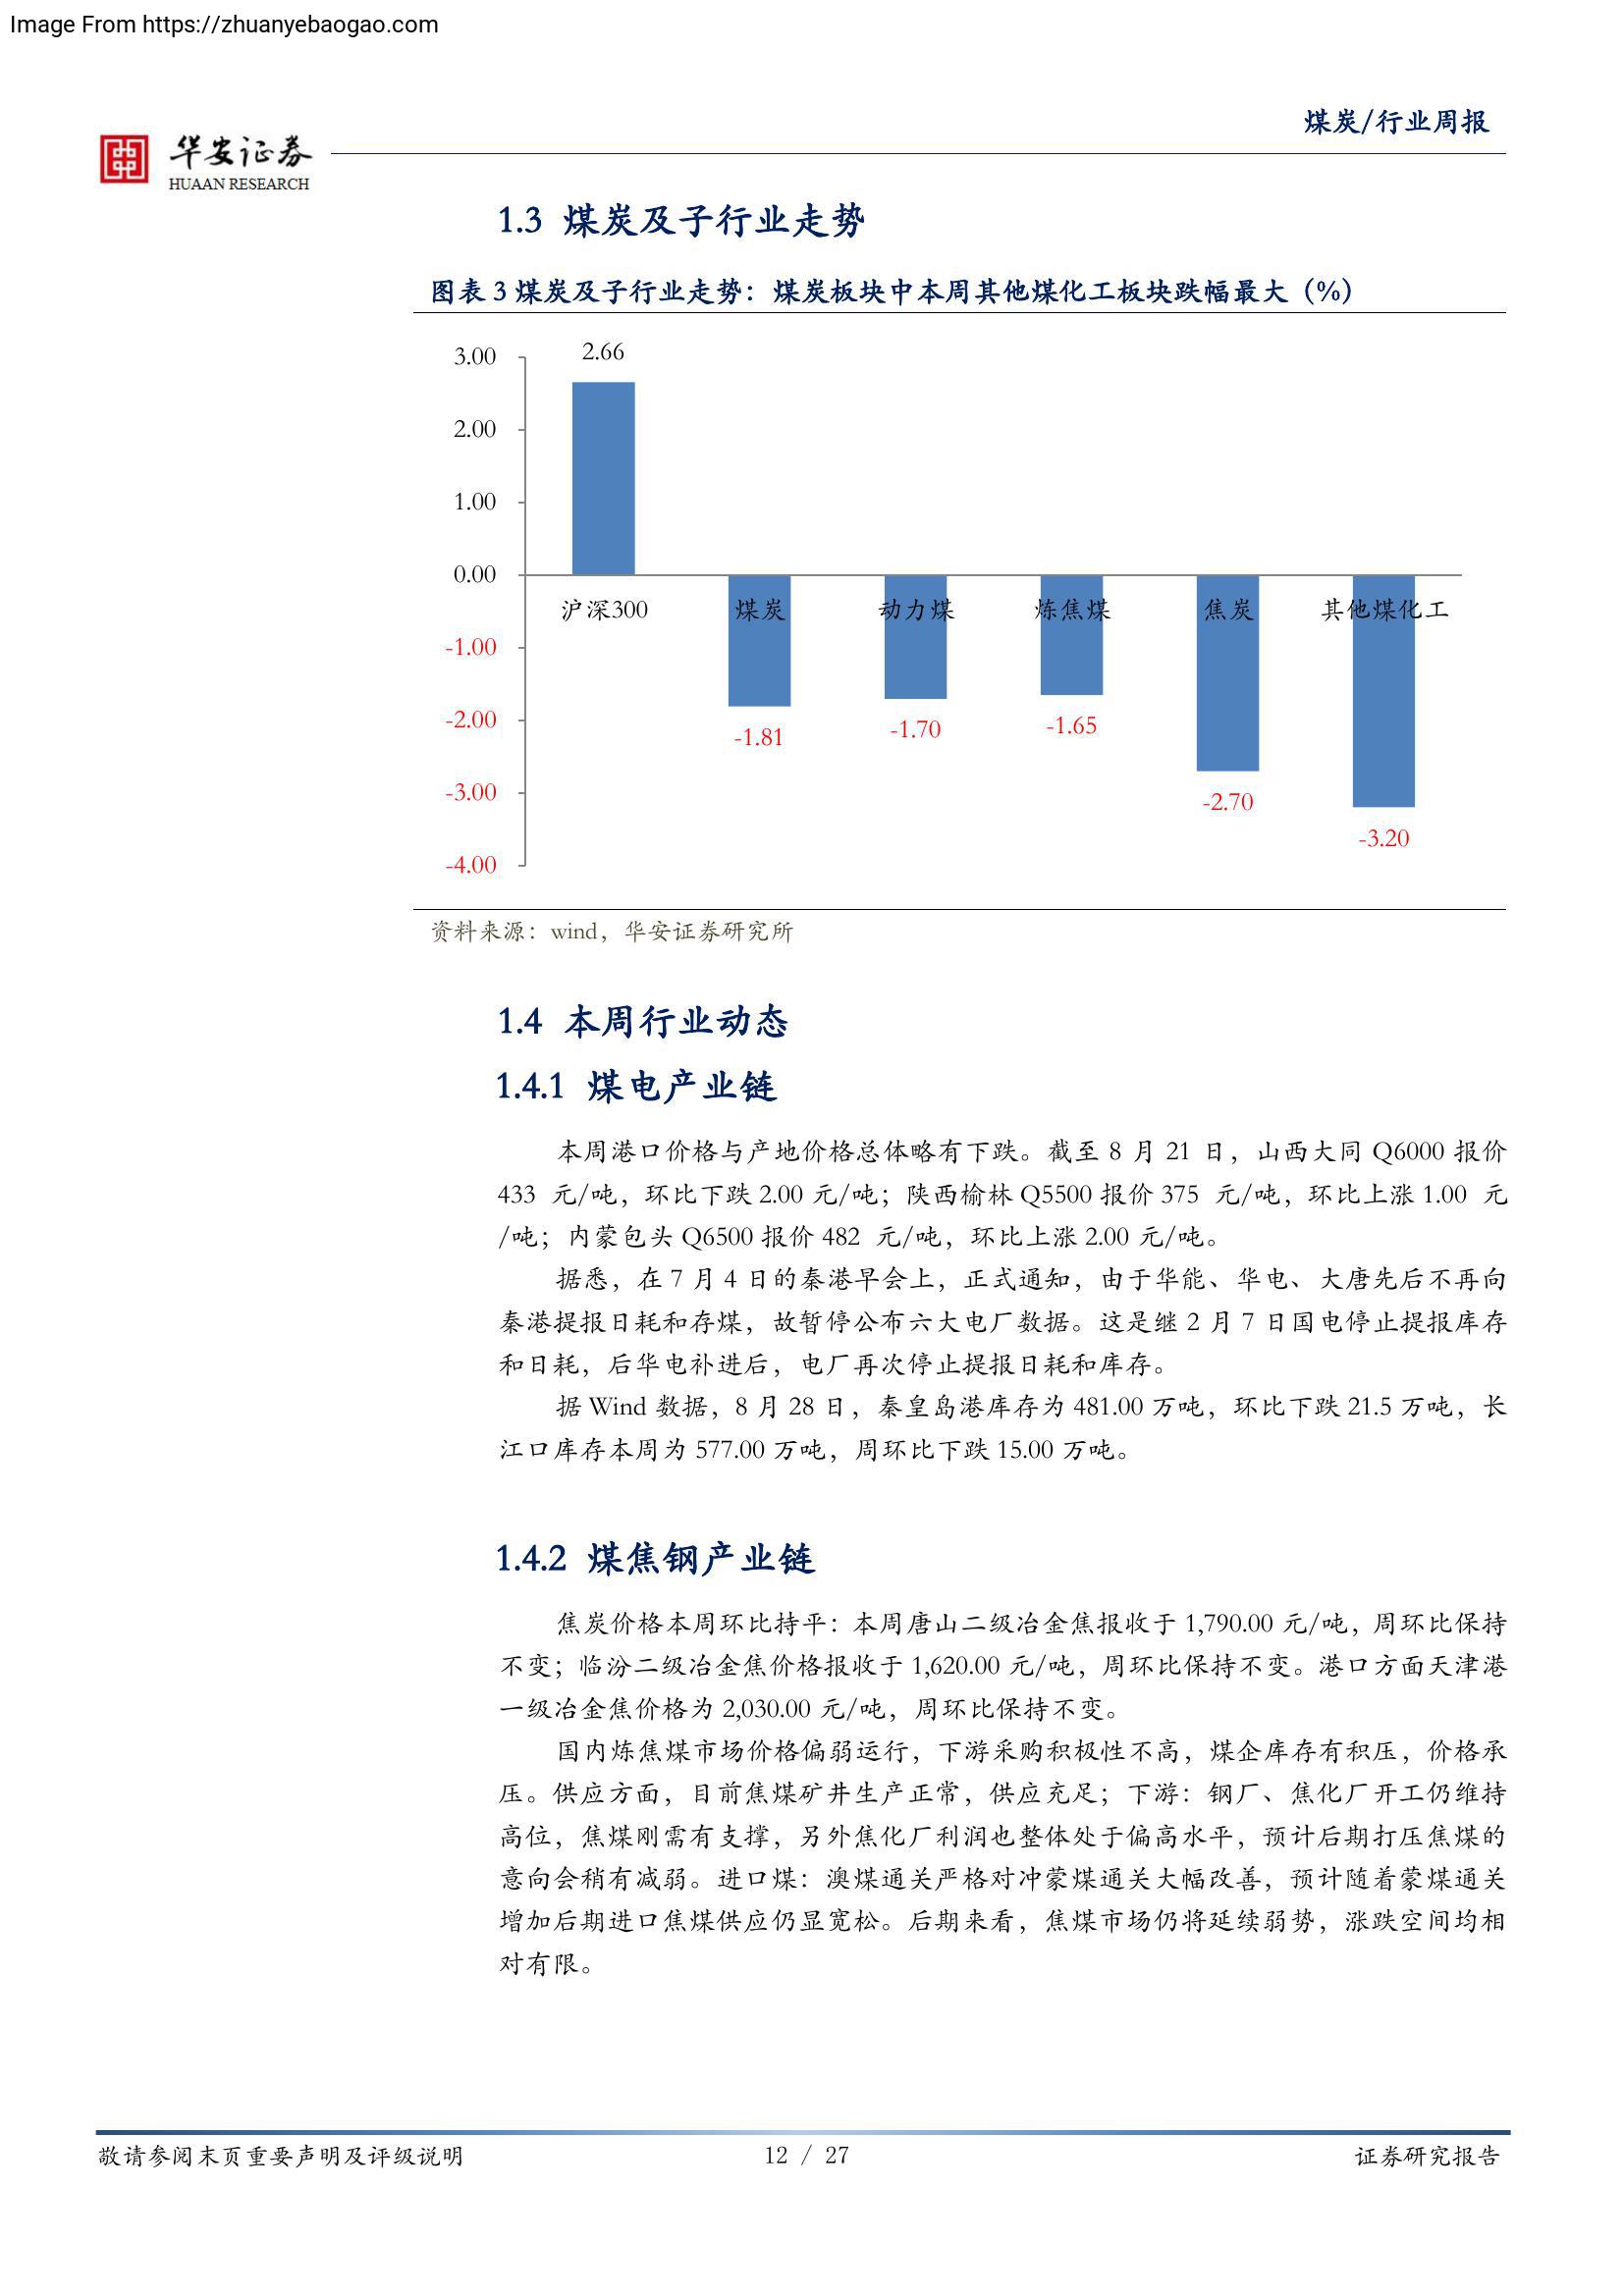 Image From https://zhuanyebaogao.com
煤炭/行业周报
华安证券
HUAAN RESEARCH
1.3 煤炭及子行业走势
图表 3 煤炭及子行业走势：煤炭板块中本周其他煤化工板块跌幅最大（%）
3.00
2.00
1.00
0.00
-1.00
-2.00
-3.00
-4.00
2.66
-1.81
-1.70
-1.65
-2.70
-3.20
沪深300 煤炭 动力煤 炼焦煤 焦炭 其他煤化工
资料来源：wind，华安证券研究所
1.4 本周行业动态
1.4.1 煤电产业链
本周港口价格与产地价格总体略有下跌。截至 8 月 21 日，山西大同 Q6000 报价
433 元/吨，环比下跌 2.00 元/吨；陕西榆林 Q5500 报价 375 元/吨，环比上涨 1.00 元
/吨；内蒙包头 Q6500 报价 482 元/吨，环比上涨 2.00 元/吨。
据悉，在 7 月 4 日的秦港早会上，正式通知，由于华能、华电、大唐先后不再向
秦港提报日耗和存煤，故暂停公布六大电厂数据。这是继 2 月 7 日国电停止提报库存
和日耗，后华电补进后，电厂再次停止提报日耗和库存。
据 Wind 数据，8 月 28 日，秦皇岛港库存为 481.00 万吨，环比下跌 21.5 万吨，长
江口库存本周为 577.00 万吨，周环比下跌 15.00 万吨。
1.4.2 煤焦钢产业链
焦炭价格本周环比持平：本周唐山二级冶金焦报收于 1,790.00 元/吨，周环比保持
不变；临汾二级冶金焦价格报收于 1,620.00 元/吨，周环比保持不变。港口方面天津港
一级冶金焦价格为 2,030.00 元/吨，周环比保持不变。
国内炼焦煤市场价格偏弱运行，下游采购积极性不高，煤企库存有积压，价格承
压。供应方面，目前焦煤矿井生产正常，供应充足；下游：钢厂、焦化厂开工仍维持
高位，焦煤刚需有支撑，另外焦化厂利润也整体处于偏高水平，预计后期打压焦煤的
意向会稍有减弱。进口煤：澳煤通关严格对冲蒙煤通关大幅改善，预计随着蒙煤通关
增加后期进口焦煤供应仍显宽松。后期来看，焦煤市场仍将延续弱势，涨跌空间均相
对有限。
敬请参阅末页重要声明及评级说明
12 / 27
证券研究报告